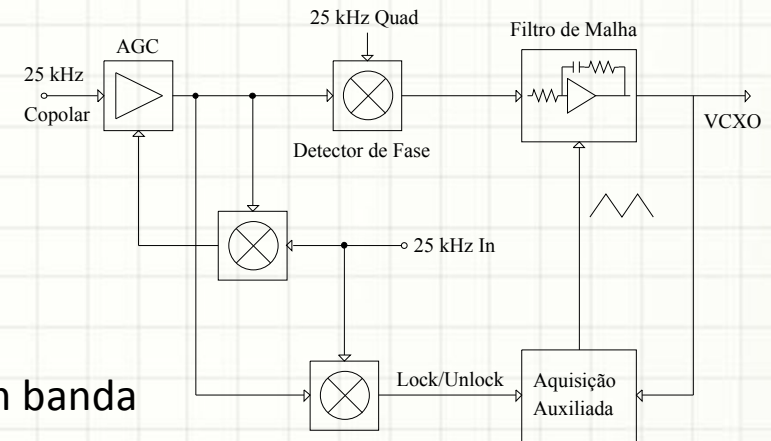 25 kHz Quad
AGC
Filtro de Malha
25 kHz
Copolar
VCXO
Detector de Fase
25 kHz In
banda
Lock/Unlock
Aquisição
Auxiliada